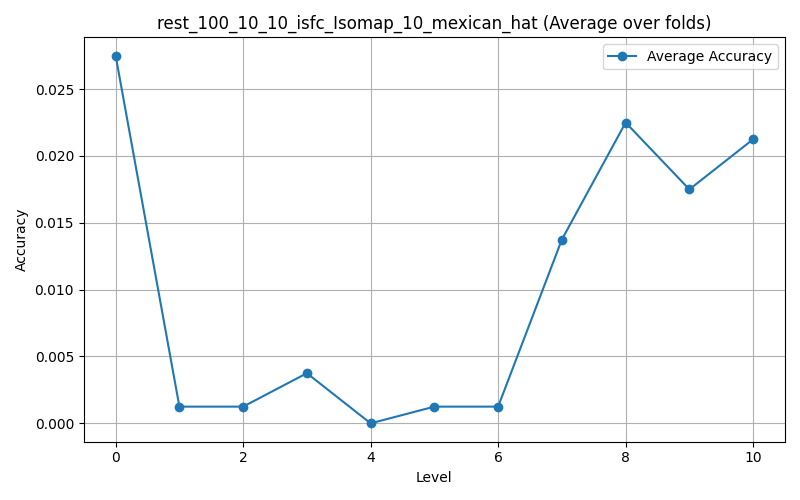 rest_100_10_10_isfc_Isomap_10_mexican_hat (Average over folds)
Average Accuracy
Accuracy
0.025
0.020
0.015
0.010
0.005
0.000
0 2 4 6 8 10
Level